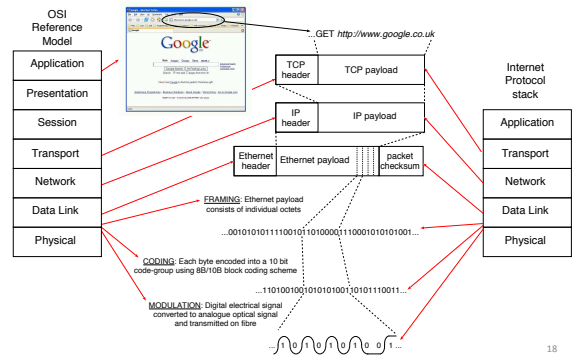 OSI
Reference
Model
Application
Presentation
Session
Transport
Network
Data Link
Physical
Google
...GET http://www.google.co.uk
TCP
header
TCP payload
IP
header
IP payload
Ethernet
header
Ethernet payload
packet
checksum
Internet
Protocol
stack
Application
Transport
Network
Data Link
Physical
FRAMING: Ethernet payload
consists of individual octets
...0010101011110010110100001110001010101001...
CODING: Each byte encoded into a 10 bit
code-group using 8B/10B block coding scheme
...110100100101010100110101110011...
MODULATION: Digital electrical signal
converted to analogue optical signal
and transmitted on fibre
... 1 0 1 0 1 0 1 0 0 1 ...
18